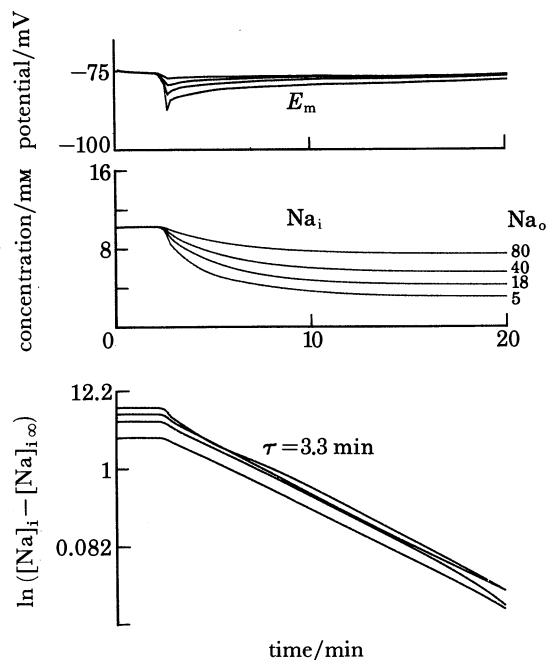 potential/mV
−75
−100
E_m
concentration/mM
16
8
0
10
20
Na_i
Na_o
80
40
18
5
ln ([Na]_i − [Na]_i∞)
12.2
1
0.082
τ = 3.3 min
time/min